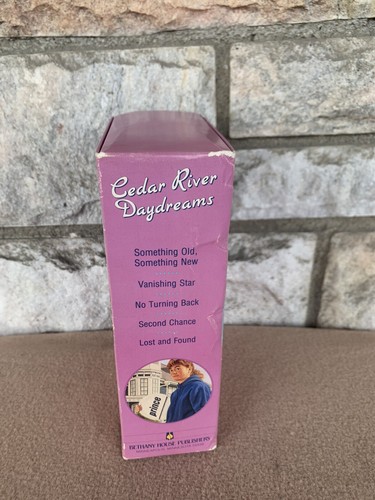 Cedar River
Daydreams
Something Old,
Something New
Vanishing Star
No Turning Back
Second Chance
Lost and Found
prince
BETHANY HOUSE PUBLISHERS